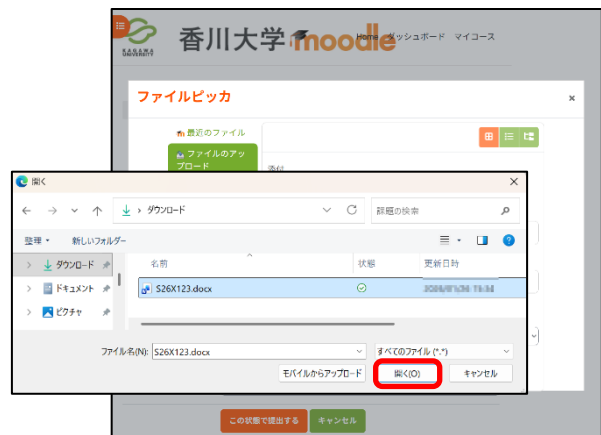 KAGAWA
UNIVERSITY
香川大学 moodle Home ダッシュボード マイコース
ファイルピッカ
×
最近のファイル
ファイルのアップロード
添付
開く
ダウンロード
課題の検索
整理 新しいフォルダー
名前 状態 更新日時
ダウンロード
ドキュメント
ピクチャ
S26X123.docx
ファイル名(N): S26X123.docx すべてのファイル (*.*)
モバイルからアップロード 開く(O) キャンセル
この状態で提出する キャンセル